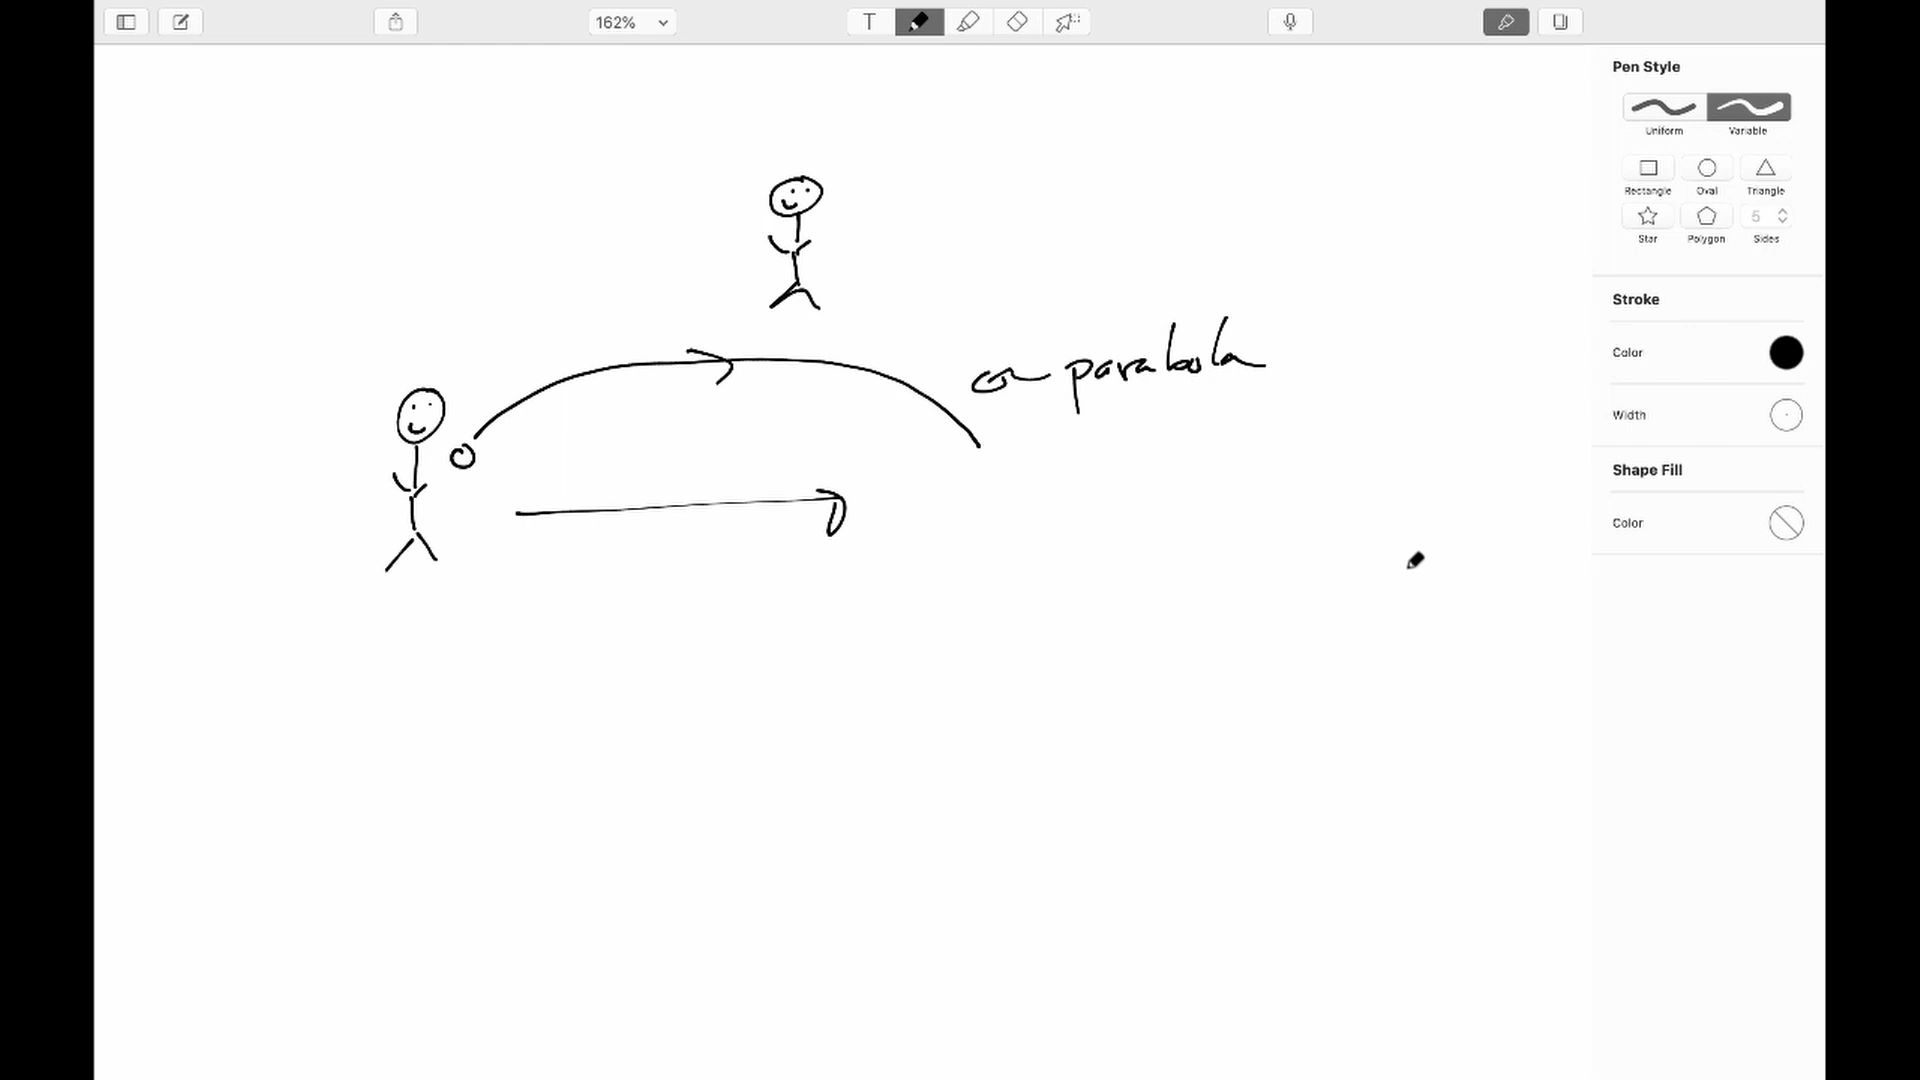 162%
T
Pen Style
Uniform Variable
Rectangle Oval Triangle
5
Star Polygon Sides
parabola
Stroke
Color
Width
Shape Fill
Color